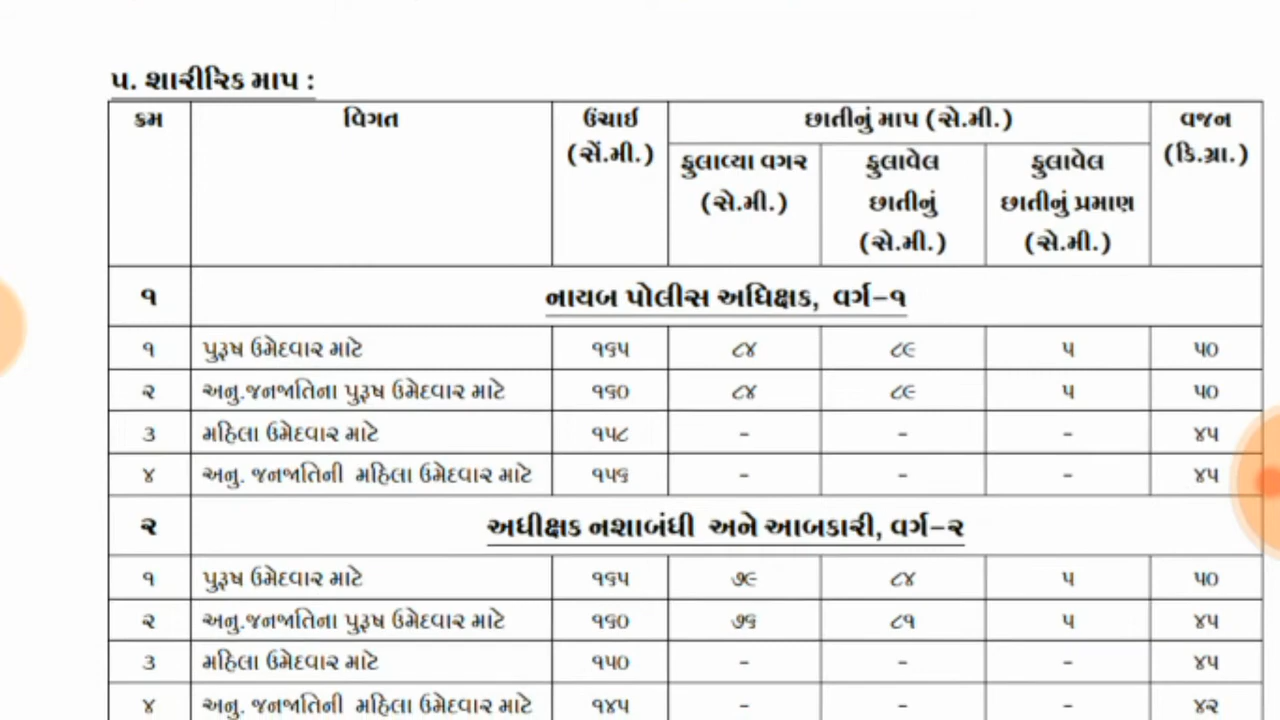 ૫. શારીરિક માપ :
ક્રમ વિગત ઉંચાઈ (સેં.મી.) છાતીનું માપ (સે.મી.) વજન (કિ.ગ્રા.)
ફુલાવ્યા વગર (સે.મી.) ફુલાવેલ છાતીનું (સે.મી.) ફુલાવેલ છાતીનું પ્રમાણ (સે.મી.)
૧ નાયબ પોલીસ અધિક્ષક, વર્ગ-૧
૧ પુરૂષ ઉમેદવાર માટે ૧૬૫ ૮૪ ૮૯ ૫ ૫૦
૨ અનુ.જનજાતિના પુરૂષ ઉમેદવાર માટે ૧૬૦ ૮૪ ૮૯ ૫ ૫૦
૩ મહિલા ઉમેદવાર માટે ૧૫૮ - - - ૪૫
૪ અનુ. જનજાતિની મહિલા ઉમેદવાર માટે ૧૫૬ - - - ૪૫
૨ અધીક્ષક નશાબંધી અને આબકારી, વર્ગ-૨
૧ પુરૂષ ઉમેદવાર માટે ૧૬૫ ૭૯ ૮૪ ૫ ૫૦
૨ અનુ.જનજાતિના પુરૂષ ઉમેદવાર માટે ૧૬૦ ૭૬ ૮૧ ૫ ૪૫
૩ મહિલા ઉમેદવાર માટે ૧૫૦ - - - ૪૫
૪ અનુ. જનજાતિની મહિલા ઉમેદવાર માટે ૧૪૫ - - - ૪૨